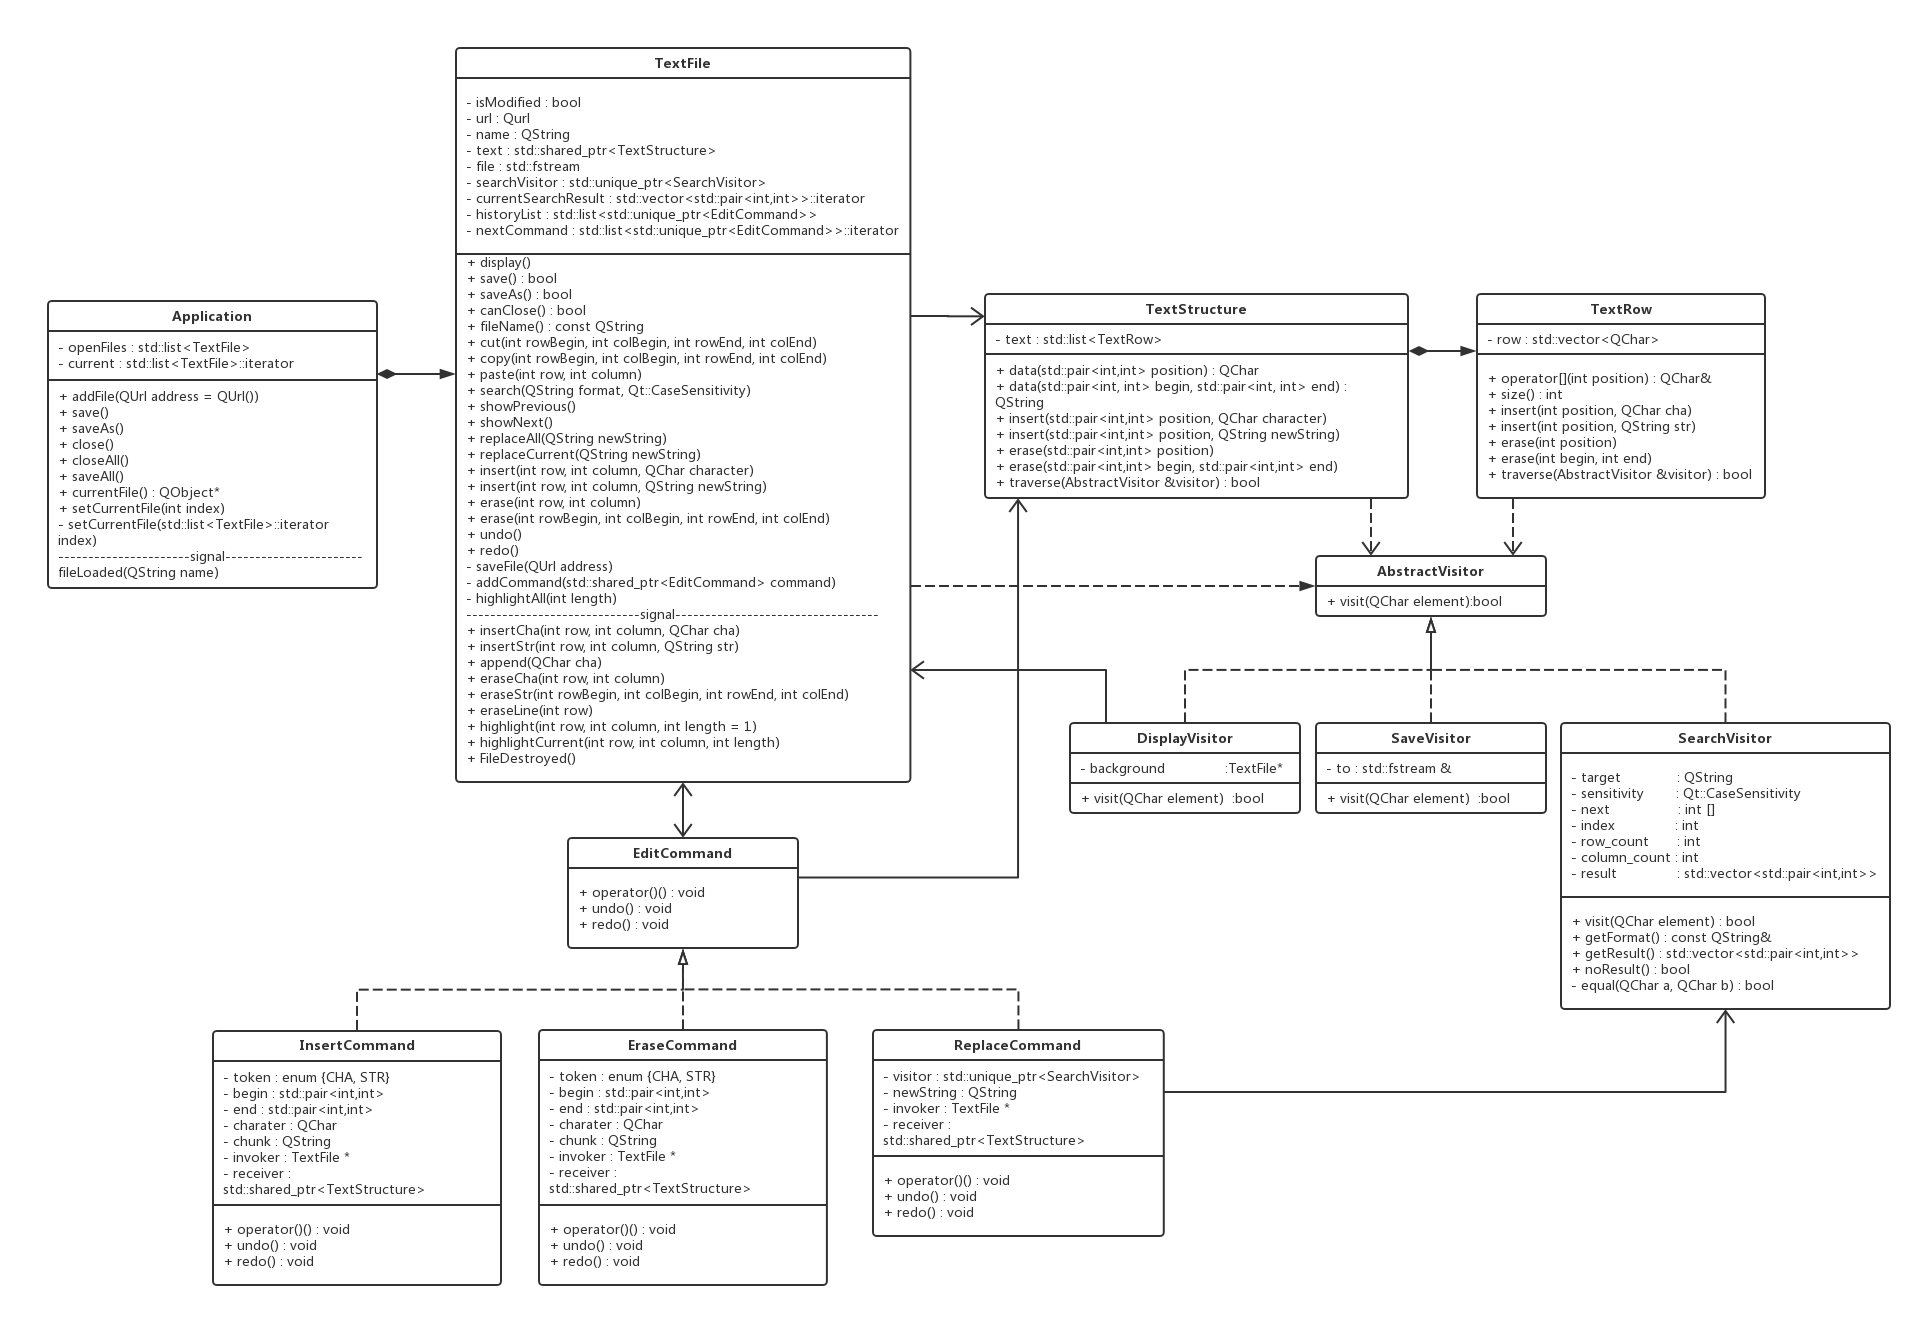 TextFile
- isModified : bool
- url : Qurl
- name : QString
- text : std::shared_ptr<TextStructure>
- file : std::fstream
- searchVisitor : std::unique_ptr<SearchVisitor>
- currentSearchResult : std::vector<std::pair<int,int>>::iterator
- historyList : std::list<std::unique_ptr<EditCommand>>
- nextCommand : std::list<std::unique_ptr<EditCommand>>::iterator
+ display()
+ save() : bool
+ saveAs() : bool
+ canClose() : bool
+ fileName() : const QString
+ cut(int rowBegin, int colBegin, int rowEnd, int colEnd)
+ copy(int rowBegin, int colBegin, int rowEnd, int colEnd)
+ paste(int row, int column)
+ search(QString format, Qt::CaseSensitivity)
+ showPrevious()
+ showNext()
+ replaceAll(QString newString)
+ replaceCurrent(QString newString)
+ insert(int row, int column, QChar character)
+ insert(int row, int column, QString newString)
+ erase(int row, int column)
+ erase(int rowBegin, int colBegin, int rowEnd, int colEnd)
+ undo()
+ redo()
- saveFile(QUrl address)
- addCommand(std::shared_ptr<EditCommand> command)
- highlightAll(int length)
-----------------------------signal----------------------------------
+ insertCha(int row, int column, QChar cha)
+ insertStr(int row, int column, QString str)
+ append(QChar cha)
+ eraseCha(int row, int column)
+ eraseStr(int rowBegin, int colBegin, int rowEnd, int colEnd)
+ eraseLine(int row)
+ highlight(int row, int column, int length = 1)
+ highlightCurrent(int row, int column, int length)
+ FileDestroyed()
Application
- openFiles : std::list<TextFile>
- current : std::list<TextFile>::iterator
+ addFile(QUrl address = QUrl())
+ save()
+ saveAs()
+ close()
+ closeAll()
+ saveAll()
+ currentFile() : QObject*
+ setCurrentFile(int index)
- setCurrentFile(std::list<TextFile>::iterator
index)
----------------------signal-----------------------
fileLoaded(QString name)
TextStructure
- text : std::list<TextRow>
+ data(std::pair<int,int> position) : QChar
+ data(std::pair<int, int> begin, std::pair<int, int> end) :
QString
+ insert(std::pair<int,int> position, QChar character)
+ insert(std::pair<int,int> position, QString newString)
+ erase(std::pair<int,int> position)
+ erase(std::pair<int,int> begin, std::pair<int,int> end)
+ traverse(AbstractVisitor &visitor) : bool
TextRow
- row : std::vector<QChar>
+ operator[](int position) : QChar&
+ size() : int
+ insert(int position, QChar cha)
+ insert(int position, QString str)
+ erase(int position)
+ erase(int begin, int end)
+ traverse(AbstractVisitor &visitor) : bool
AbstractVisitor
+ visit(QChar element):bool
DisplayVisitor
- background :TextFile*
+ visit(QChar element) :bool
SaveVisitor
- to : std::fstream &
+ visit(QChar element) :bool
SearchVisitor
- target : QString
- sensitivity : Qt::CaseSensitivity
- next : int []
- index : int
- row_count : int
- column_count : int
- result : std::vector<std::pair<int,int>>
+ visit(QChar element) : bool
+ getFormat() : const QString&
+ getResult() : std::vector<std::pair<int,int>>
+ noResult() : bool
- equal(QChar a, QChar b) : bool
EditCommand
+ operator()() : void
+ undo() : void
+ redo() : void
InsertCommand
- token : enum {CHA, STR}
- begin : std::pair<int,int>
- end : std::pair<int,int>
- charater : QChar
- chunk : QString
- invoker : TextFile *
- receiver :
std::shared_ptr<TextStructure>
+ operator()() : void
+ undo() : void
+ redo() : void
EraseCommand
- token : enum {CHA, STR}
- begin : std::pair<int,int>
- end : std::pair<int,int>
- charater : QChar
- chunk : QString
- invoker : TextFile *
- receiver :
std::shared_ptr<TextStructure>
+ operator()() : void
+ undo() : void
+ redo() : void
ReplaceCommand
- visitor : std::unique_ptr<SearchVisitor>
- newString : QString
- invoker : TextFile *
- receiver :
std::shared_ptr<TextStructure>
+ operator()() : void
+ undo() : void
+ redo() : void